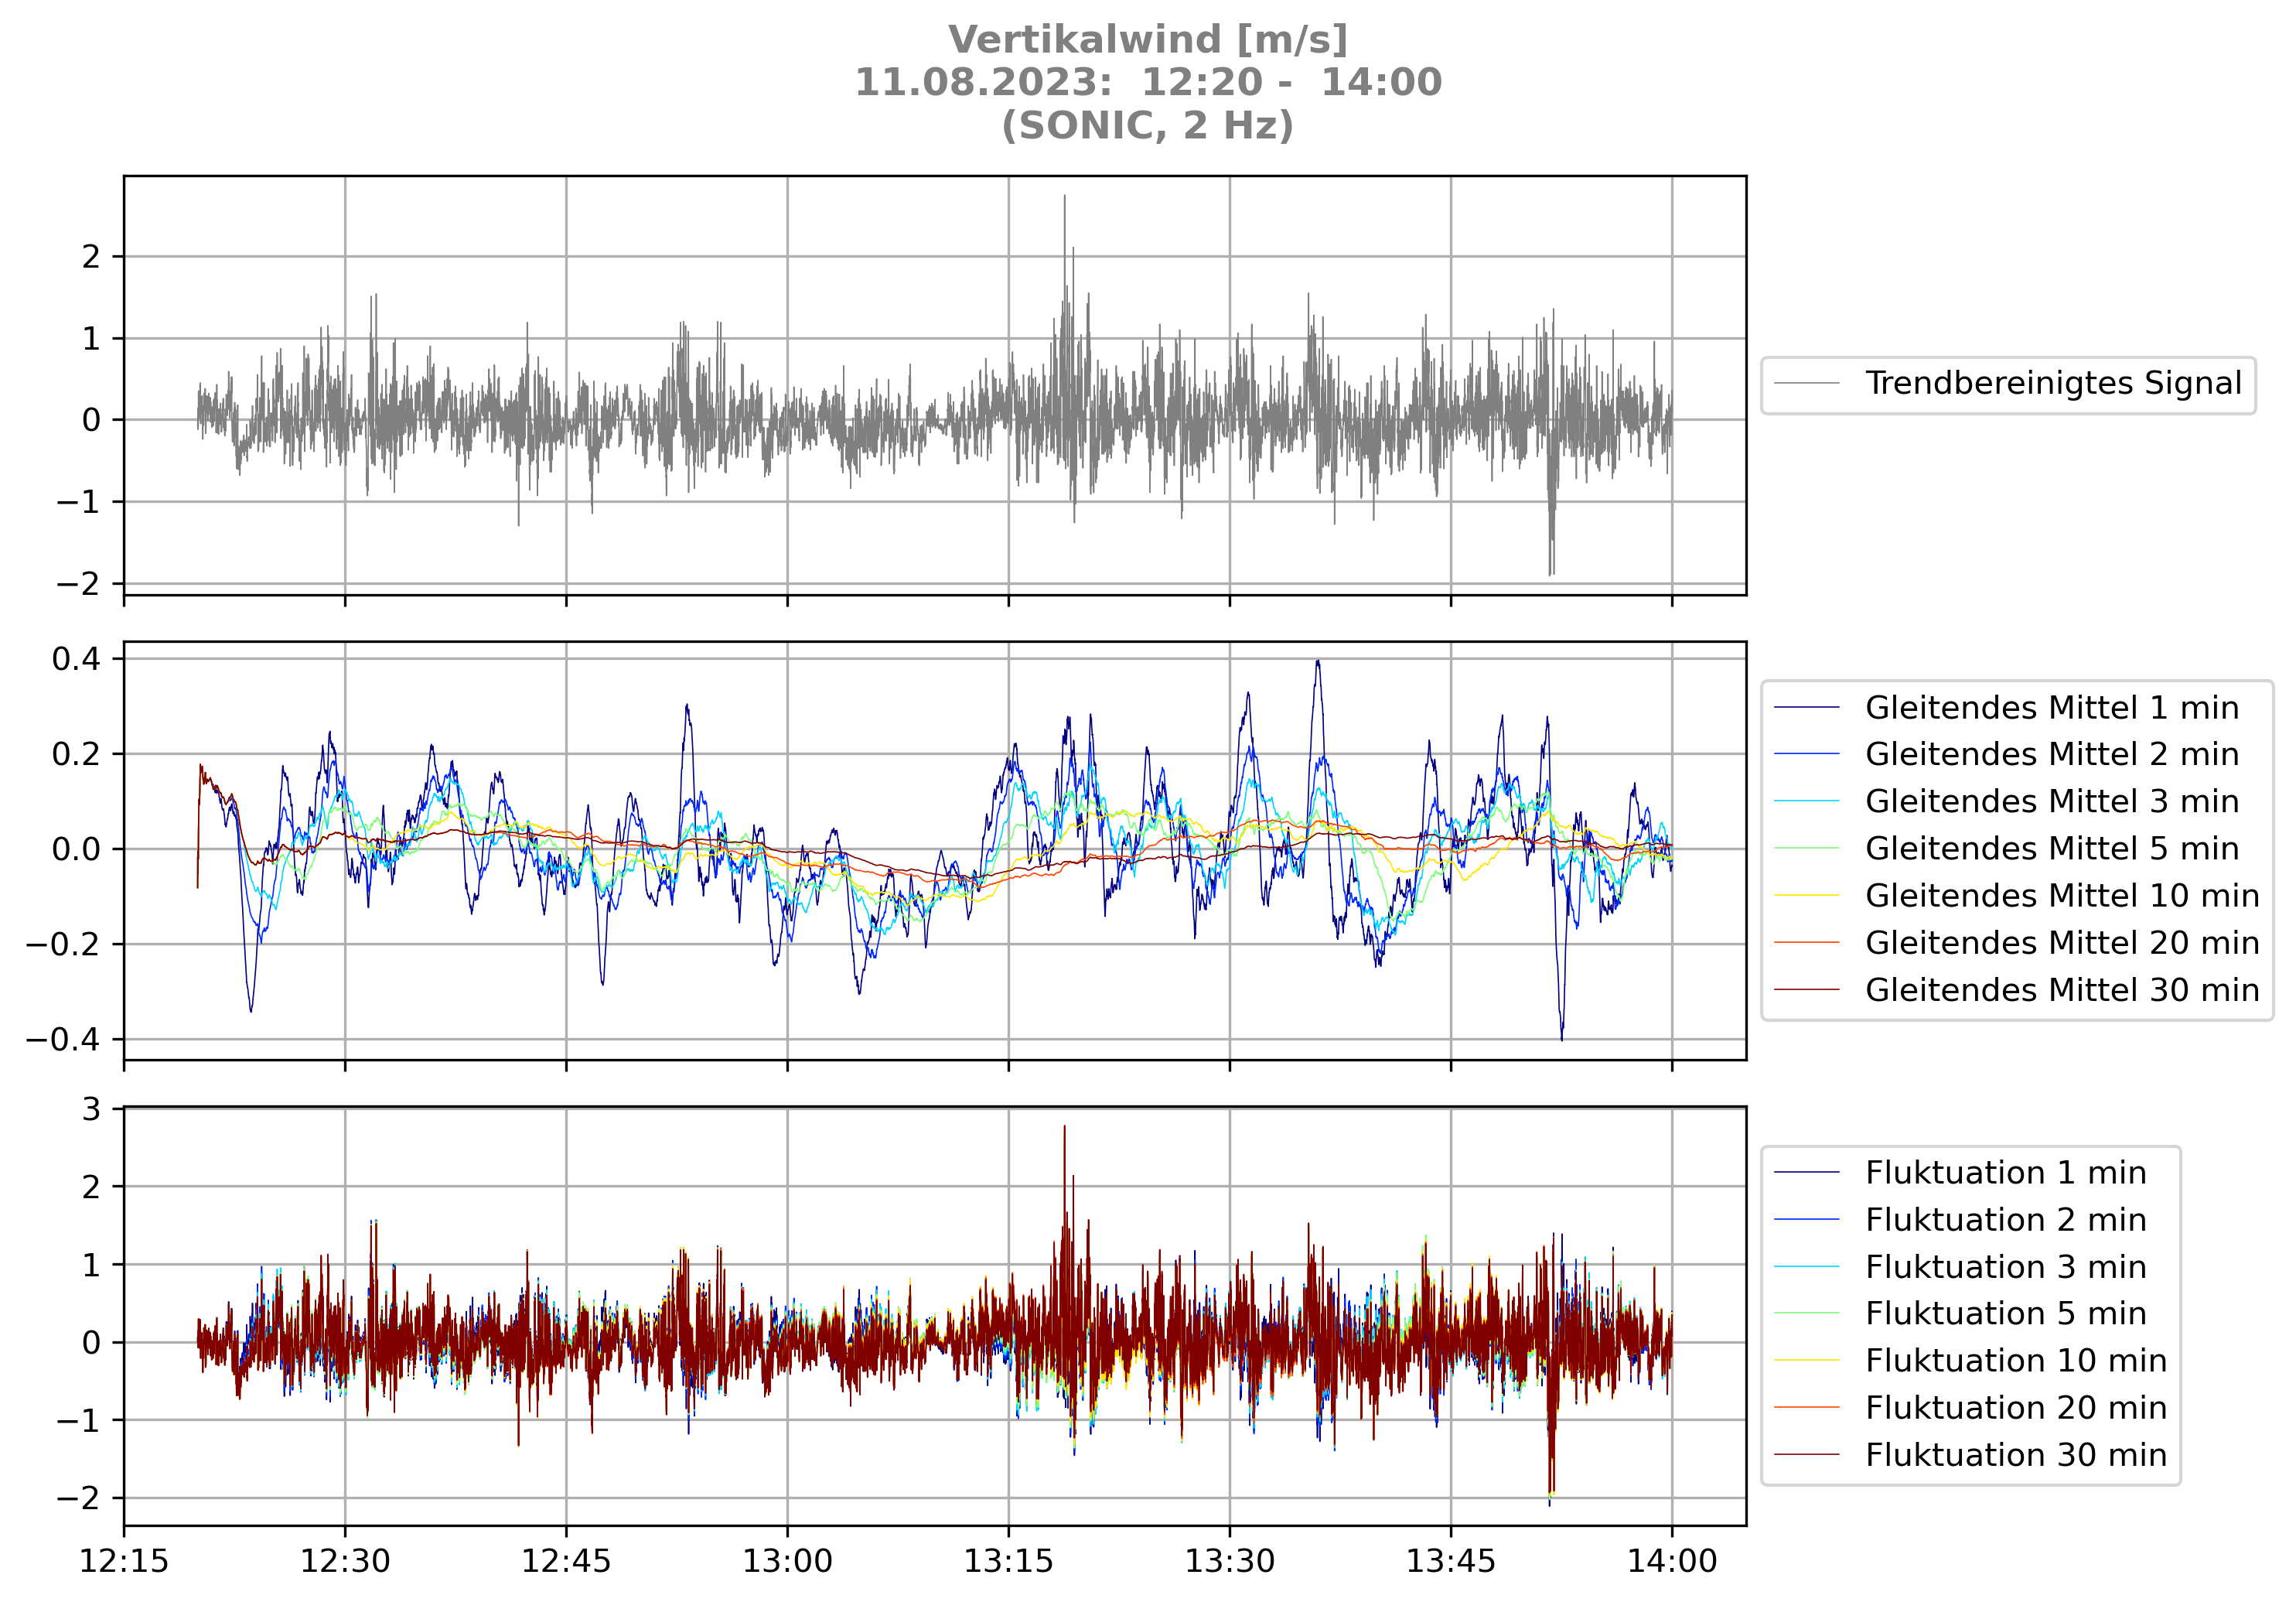 Vertikalwind [m/s]
11.08.2023:  12:20 -  14:00
(SONIC, 2 Hz)
2
1
0
−1
−2
Trendbereinigtes Signal
0.4
0.2
0.0
−0.2
−0.4
Gleitendes Mittel 1 min
Gleitendes Mittel 2 min
Gleitendes Mittel 3 min
Gleitendes Mittel 5 min
Gleitendes Mittel 10 min
Gleitendes Mittel 20 min
Gleitendes Mittel 30 min
3
2
1
0
−1
−2
Fluktuation 1 min
Fluktuation 2 min
Fluktuation 3 min
Fluktuation 5 min
Fluktuation 10 min
Fluktuation 20 min
Fluktuation 30 min
12:15 12:30 12:45 13:00 13:15 13:30 13:45 14:00